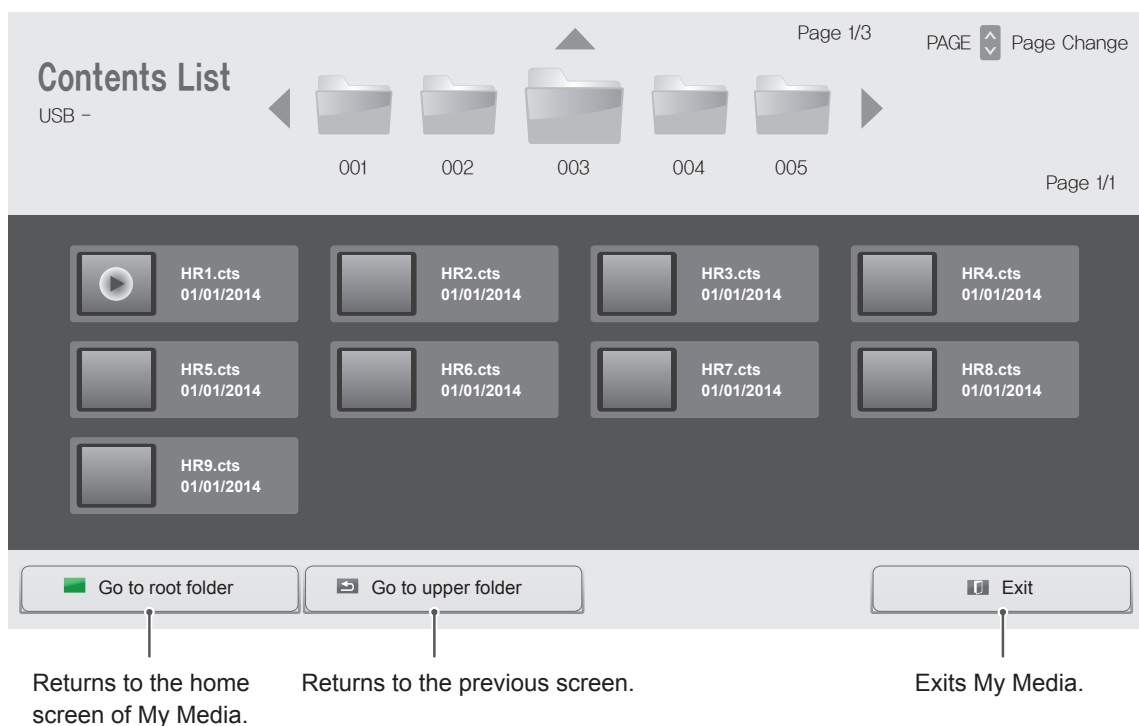 Page 1/3
PAGE Page Change
Contents List
USB -
001 002 003 004 005
Page 1/1
HR1.cts
01/01/2014
HR2.cts
01/01/2014
HR3.cts
01/01/2014
HR4.cts
01/01/2014
HR5.cts
01/01/2014
HR6.cts
01/01/2014
HR7.cts
01/01/2014
HR8.cts
01/01/2014
HR9.cts
01/01/2014
Go to root folder
Go to upper folder
Exit
Returns to the home
screen of My Media.
Returns to the previous screen.
Exits My Media.